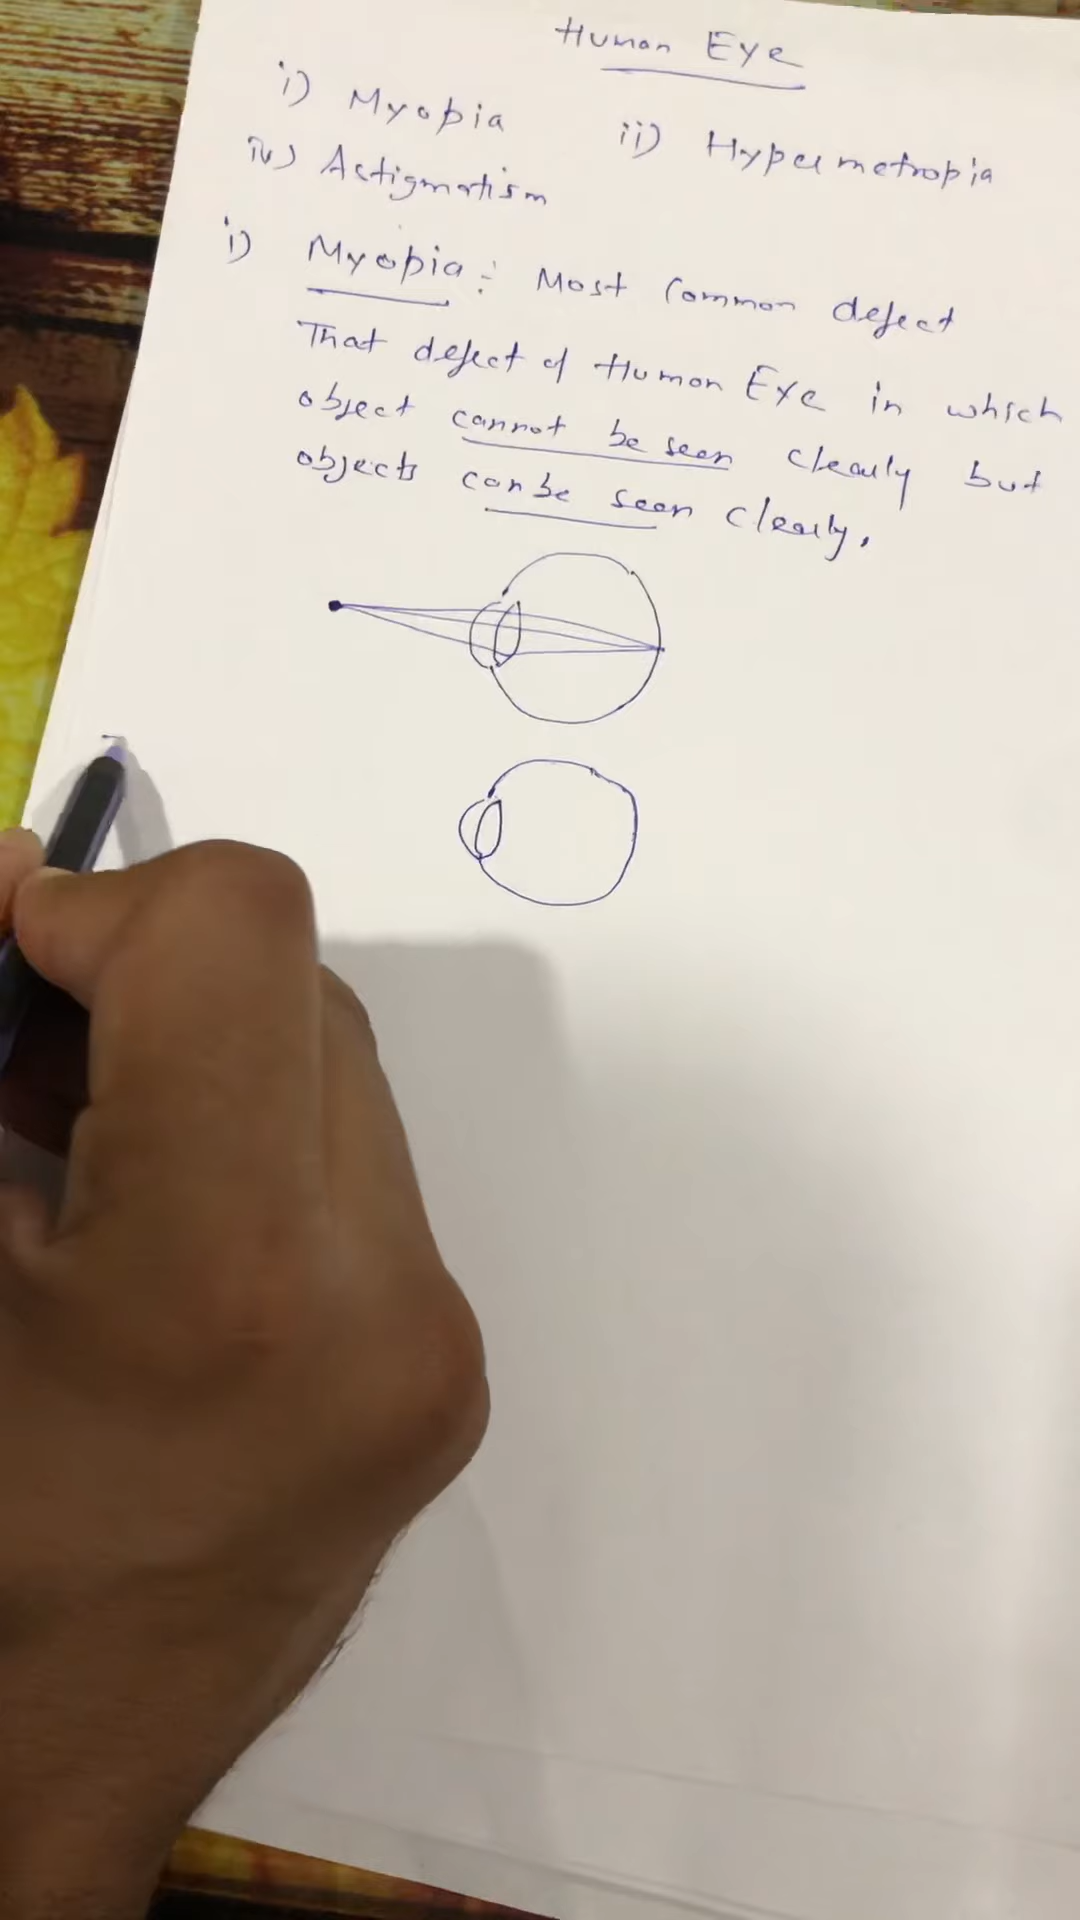 Human Eye
i) Myopia ii) Hypermetropia
iv) Astigmatism
i) Myopia : Most Common defect
That defect of Human Eye in which
object cannot be seen clearly but
objects can be seen clearly.